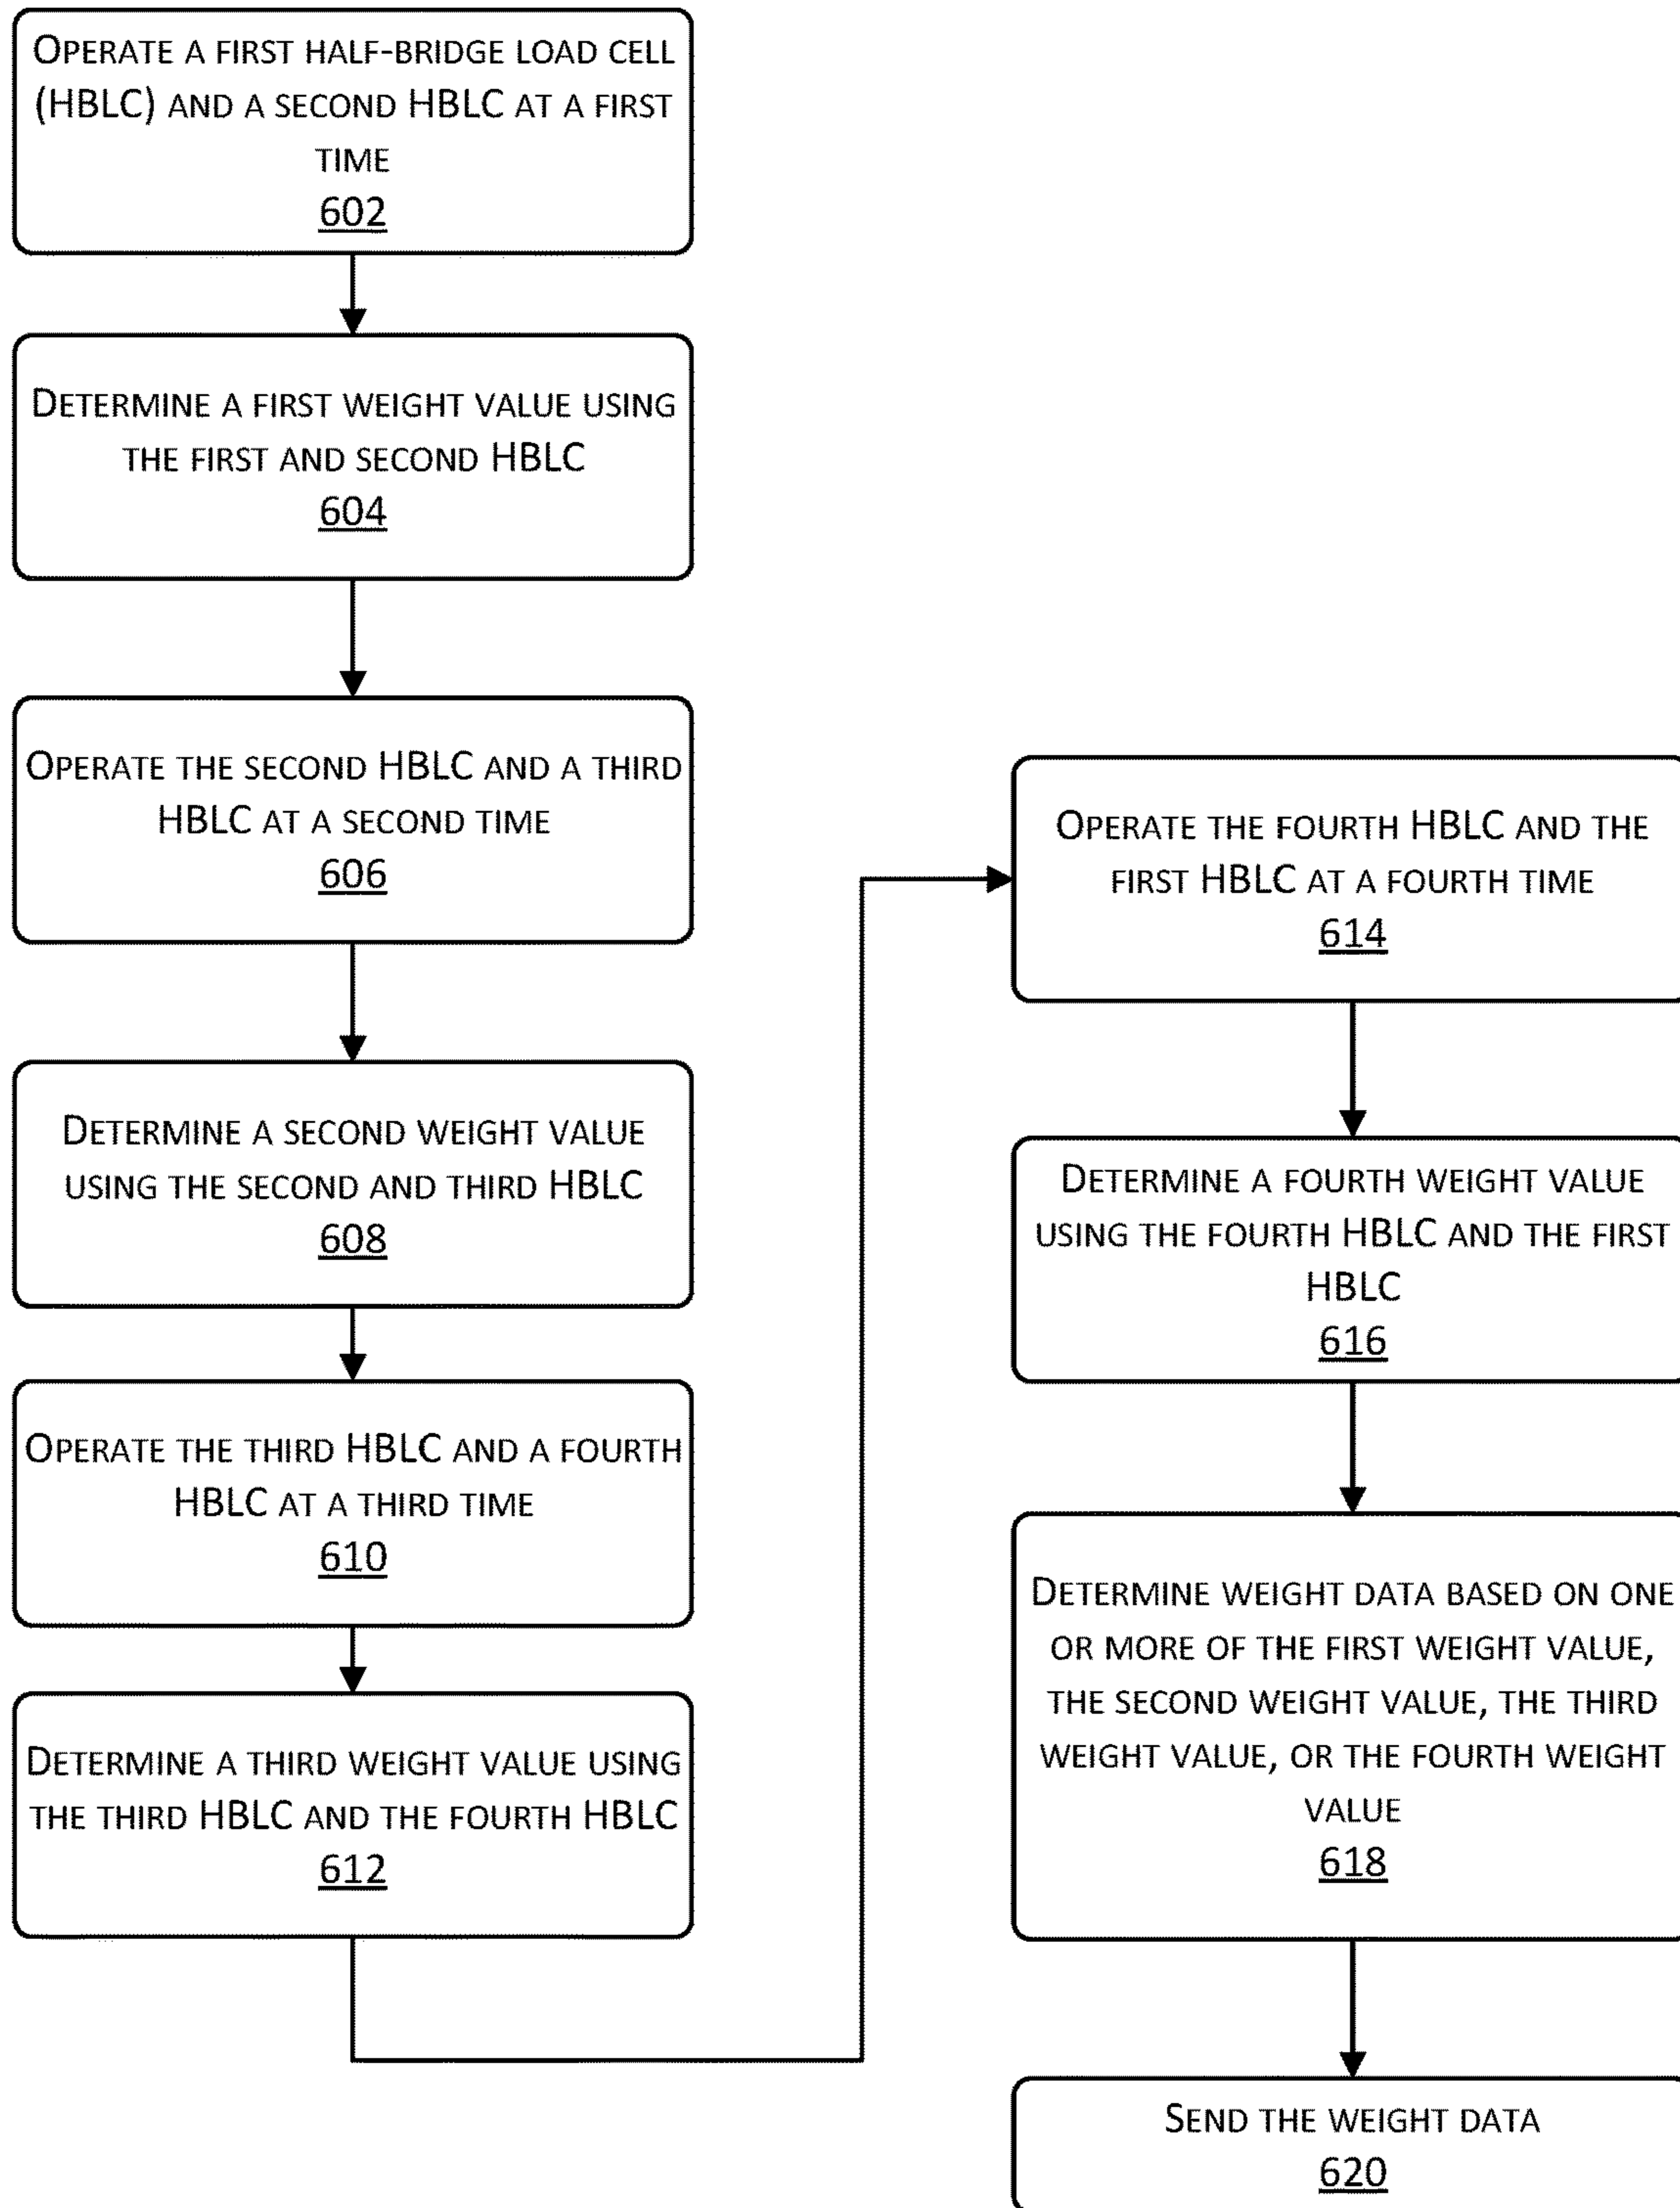 OPERATE A FIRST HALF-BRIDGE LOAD CELL
(HBLC) AND A SECOND HBLC AT A FIRST
TIME
602
DETERMINE A FIRST WEIGHT VALUE USING
THE FIRST AND SECOND HBLC
604
OPERATE THE SECOND HBLC AND A THIRD
HBLC AT A SECOND TIME
606
DETERMINE A SECOND WEIGHT VALUE
USING THE SECOND AND THIRD HBLC
608
OPERATE THE THIRD HBLC AND A FOURTH
HBLC AT A THIRD TIME
610
DETERMINE A THIRD WEIGHT VALUE USING
THE THIRD HBLC AND THE FOURTH HBLC
612
OPERATE THE FOURTH HBLC AND THE
FIRST HBLC AT A FOURTH TIME
614
DETERMINE A FOURTH WEIGHT VALUE
USING THE FOURTH HBLC AND THE FIRST
HBLC
616
DETERMINE WEIGHT DATA BASED ON ONE
OR MORE OF THE FIRST WEIGHT VALUE,
THE SECOND WEIGHT VALUE, THE THIRD
WEIGHT VALUE, OR THE FOURTH WEIGHT
VALUE
618
SEND THE WEIGHT DATA
620